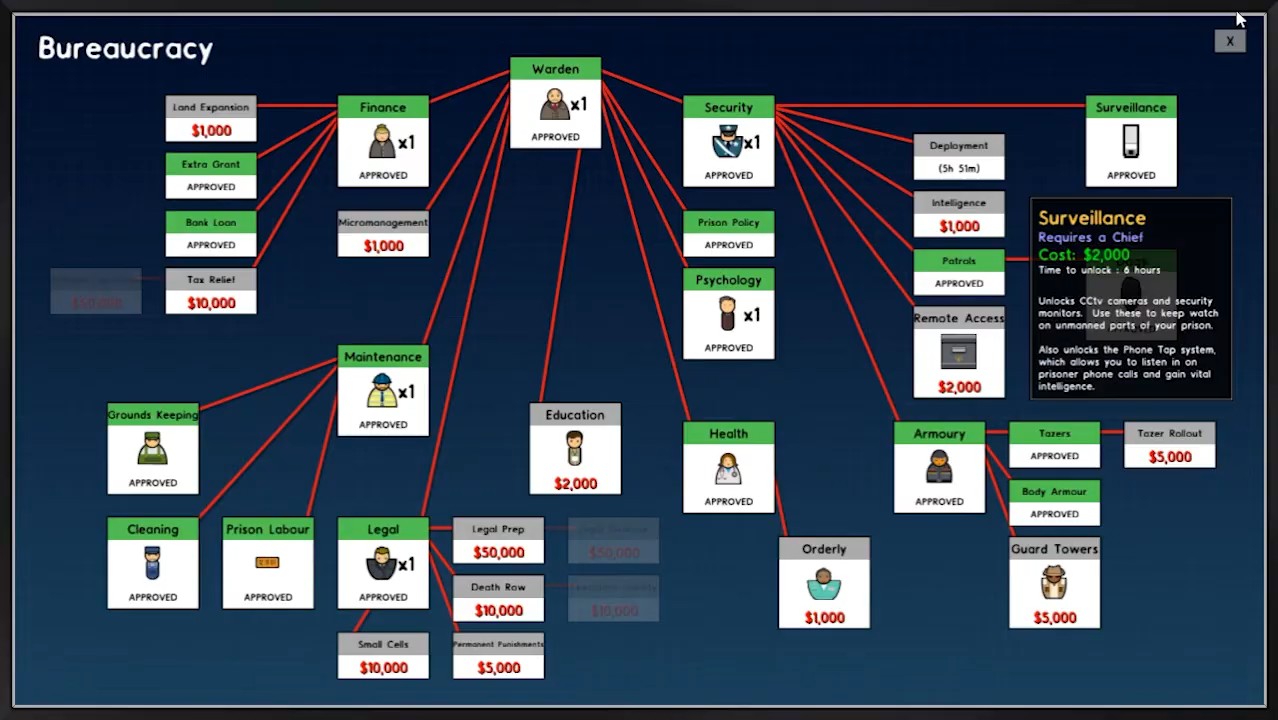 Bureaucracy
X
Warden
x1
APPROVED
Land Expansion
$1,000
Finance
x1
APPROVED
Security
x1
APPROVED
Surveillance
APPROVED
Extra Grant
APPROVED
Deployment
(5h 51m)
Bank Loan
APPROVED
Micromanagement
$1,000
Prison Policy
APPROVED
Intelligence
$1,000
Surveillance
Requires a Chief
Cost: $2,000
Time to unlock : 6 hours
Unlocks CCtv cameras and security
monitors. Use these to keep watch
on unmanned parts of your prison.
Also unlocks the Phone Tap system,
which allows you to listen in on
prisoner phone calls and gain vital
intelligence.
$50,000
Tax Relief
$10,000
Psychology
x1
APPROVED
Patrols
APPROVED
Remote Access
$2,000
Maintenance
x1
APPROVED
Grounds Keeping
APPROVED
Education
$2,000
Health
APPROVED
Armoury
APPROVED
Tazers
APPROVED
Tazer Rollout
$5,000
Body Armour
APPROVED
Cleaning
APPROVED
Prison Labour
APPROVED
Legal
x1
APPROVED
Legal Prep
$50,000
$50,000
Death Row
$10,000
$10,000
Orderly
$1,000
Guard Towers
$5,000
Small Cells
$10,000
Permanent Punishments
$5,000